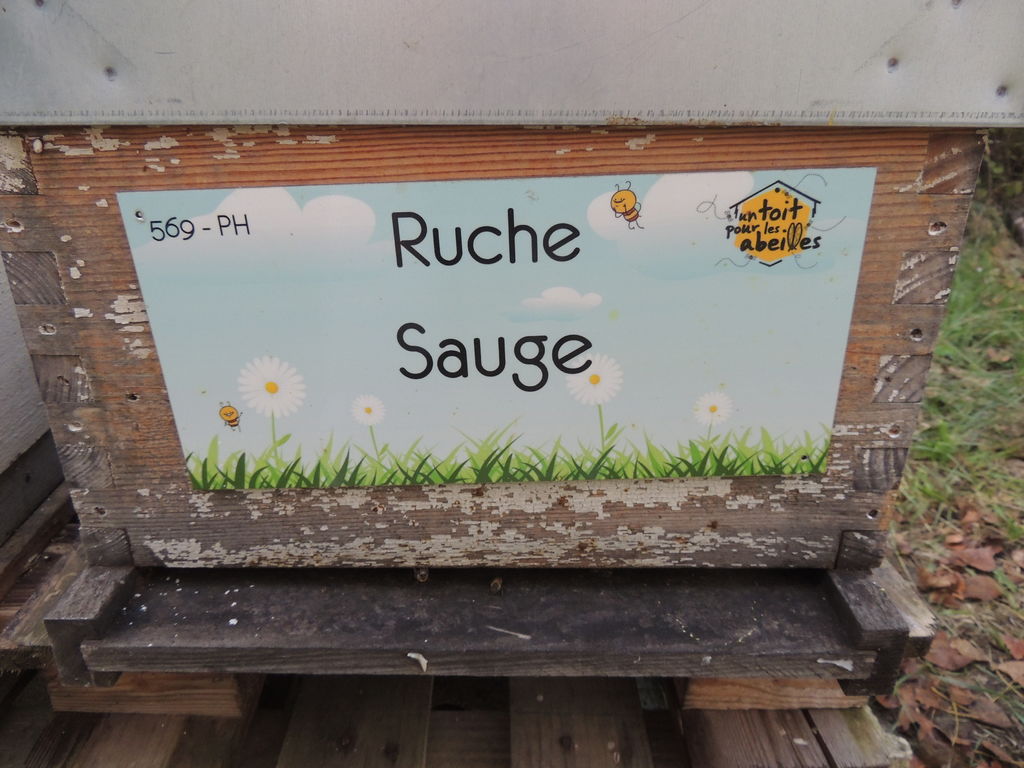 569 - PH
Ruche
Sauge
un toit
pour les
abeilles